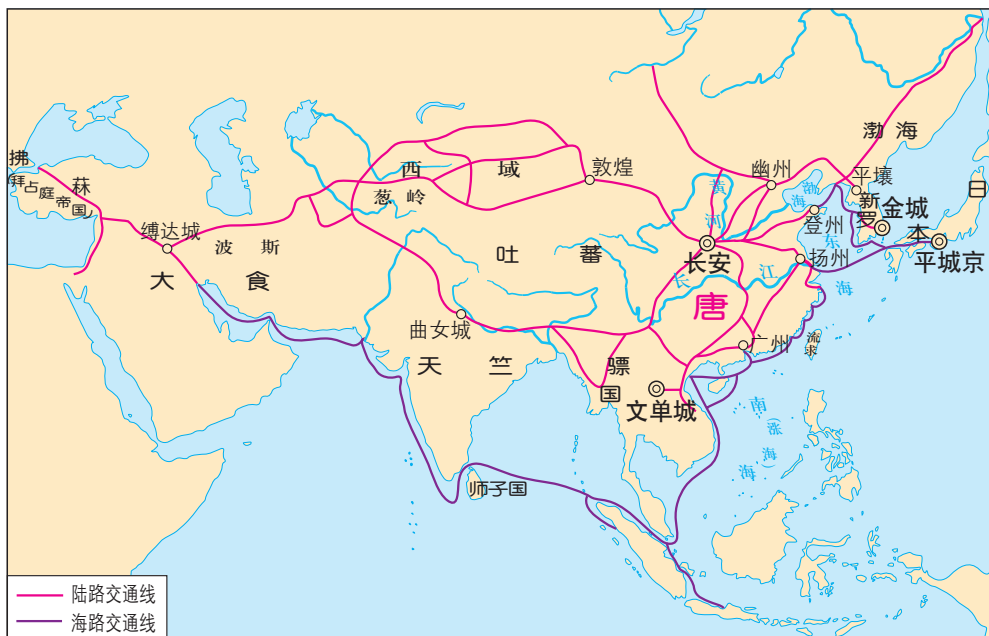 渤海
拂菻
拜占庭帝国
西域
葱岭
敦煌
幽州
平壤
日本
黄河
渤海
登州
新罗
金城
缚达城
波斯
吐蕃
长安
东海
扬州
平城京
大食
长江
唐
曲女城
天竺
骠国
广州
流求
文单城
南海
(涨海)
师子国
陆路交通线
海路交通线